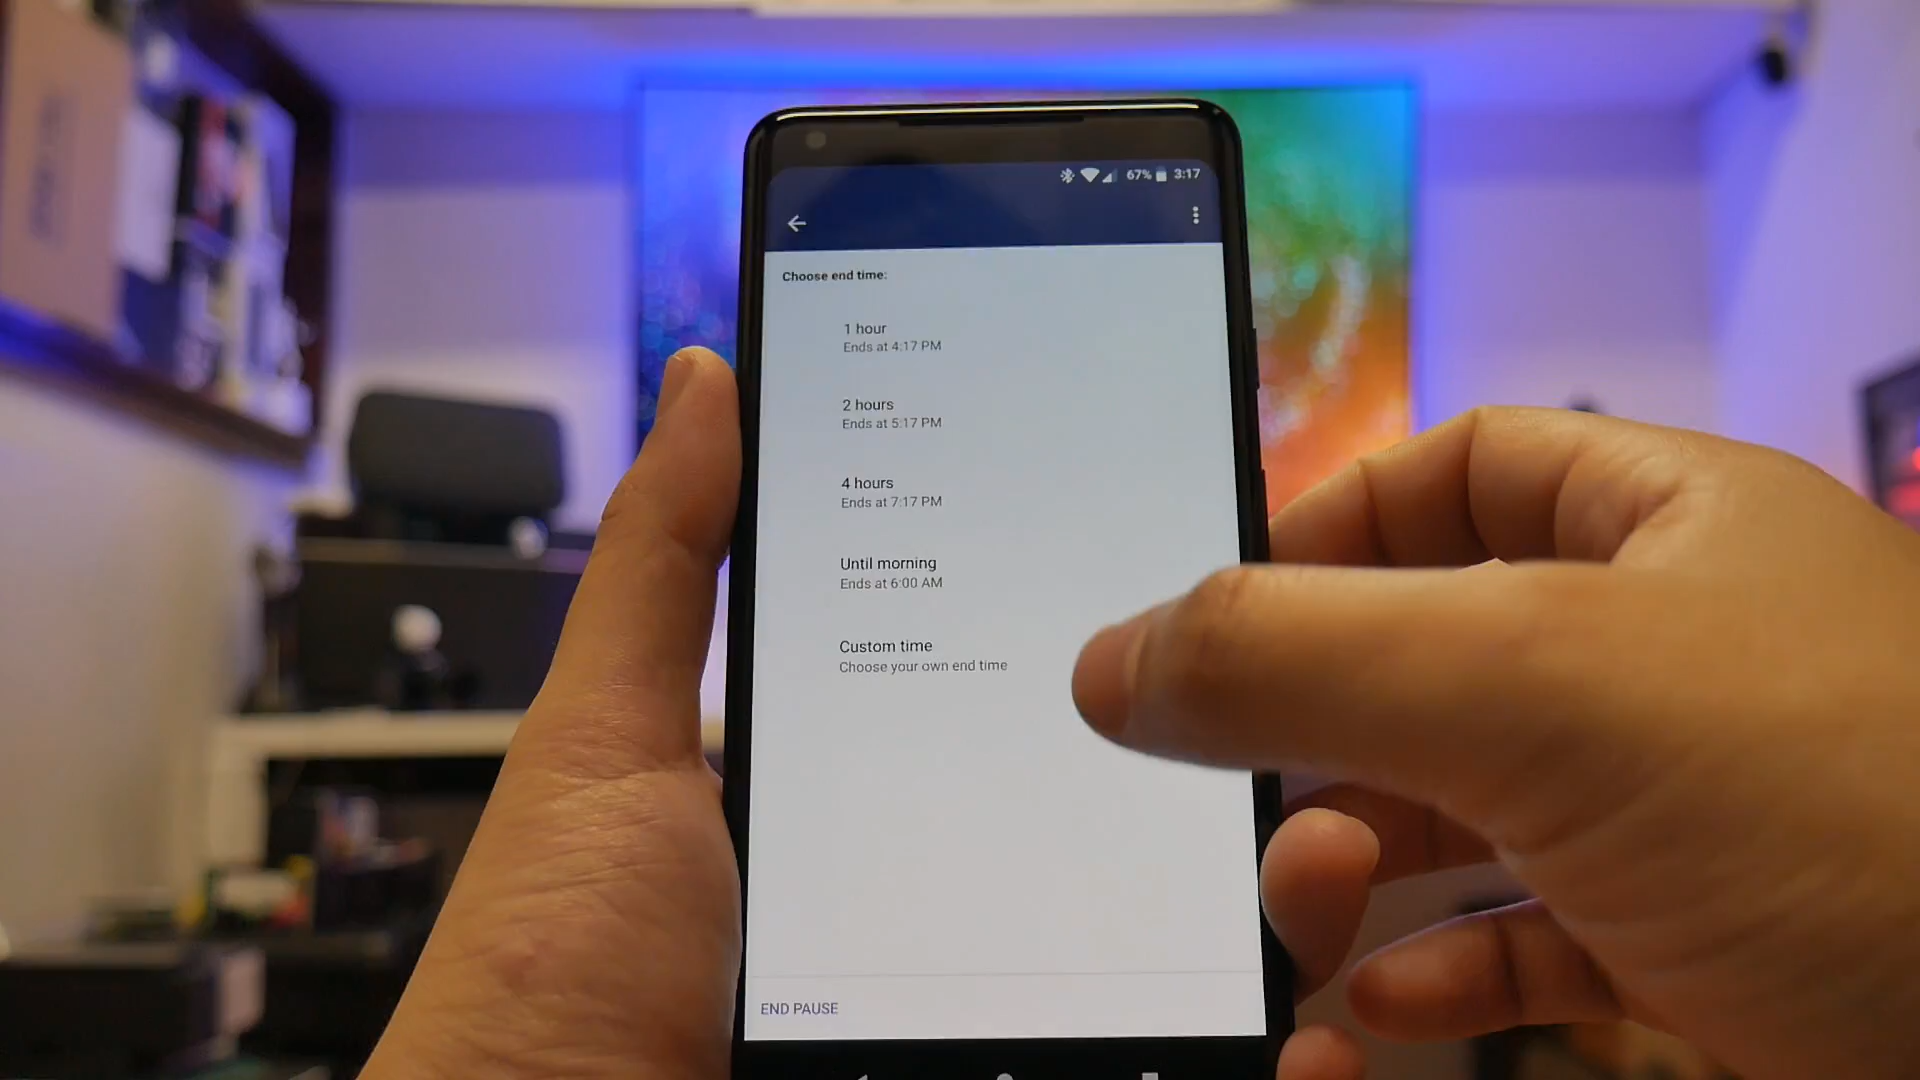 67% 3:17
Choose end time:
1 hour
Ends at 4:17 PM
2 hours
Ends at 5:17 PM
4 hours
Ends at 7:17 PM
Until morning
Ends at 6:00 AM
Custom time
Choose your own end time
END PAUSE